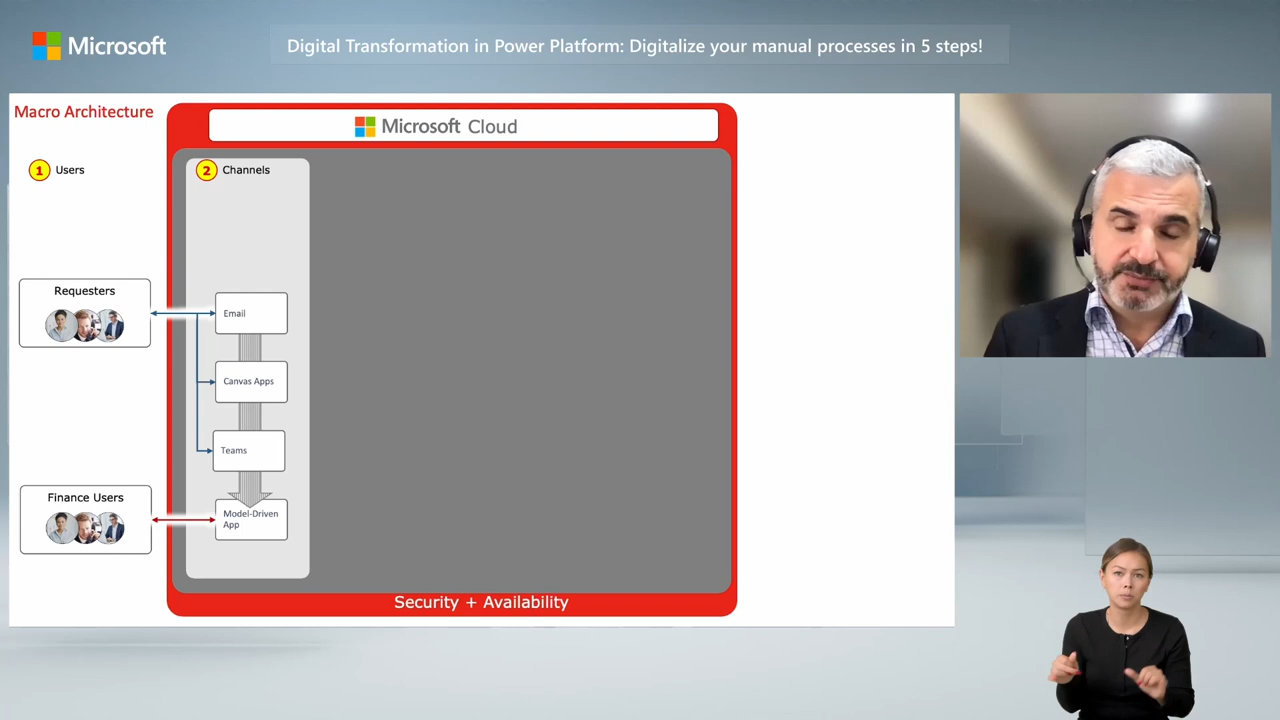 Microsoft
Digital Transformation in Power Platform: Digitalize your manual processes in 5 steps!
Macro Architecture
Microsoft Cloud
1 Users
2 Channels
Requesters
Email
Canvas Apps
Teams
Finance Users
Model-Driven
App
Security + Availability